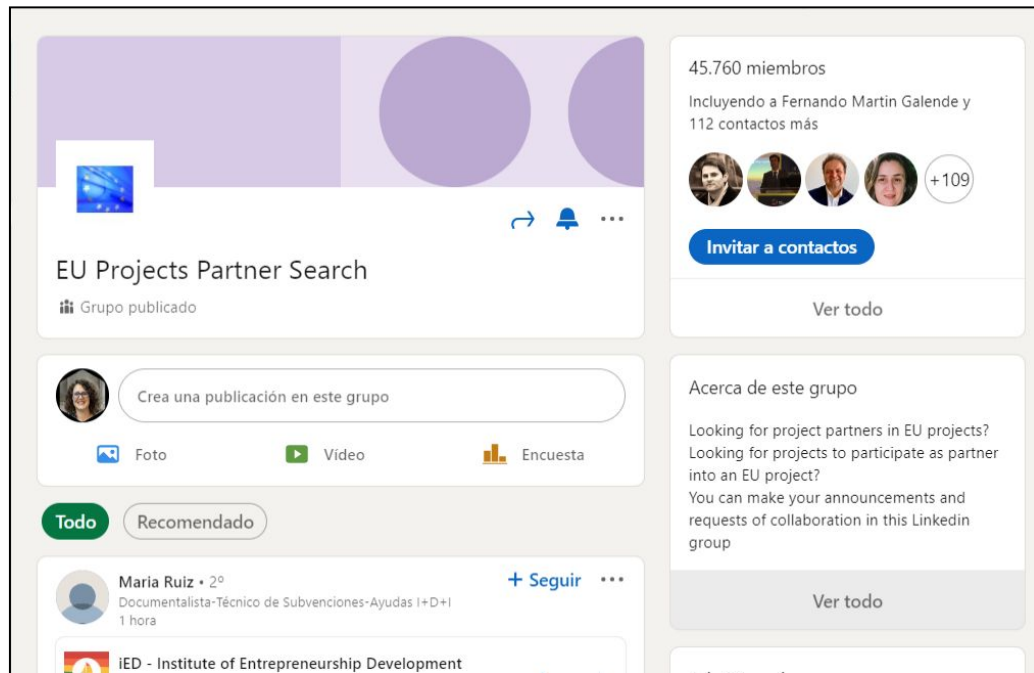 EU Projects Partner Search
Grupo publicado
Crea una publicación en este grupo
Foto
Vídeo
Encuesta
Todo
Recomendado
Maria Ruiz • 2º
+ Seguir
Documentalista-Técnico de Subvenciones-Ayudas I+D+I
1 hora
iED - Institute of Entrepreneurship Development
45.760 miembros
Incluyendo a Fernando Martin Galende y
112 contactos más
+109
Invitar a contactos
Ver todo
Acerca de este grupo
Looking for project partners in EU projects?
Looking for projects to participate as partner
into an EU project?
You can make your announcements and
requests of collaboration in this Linkedin
group
Ver todo